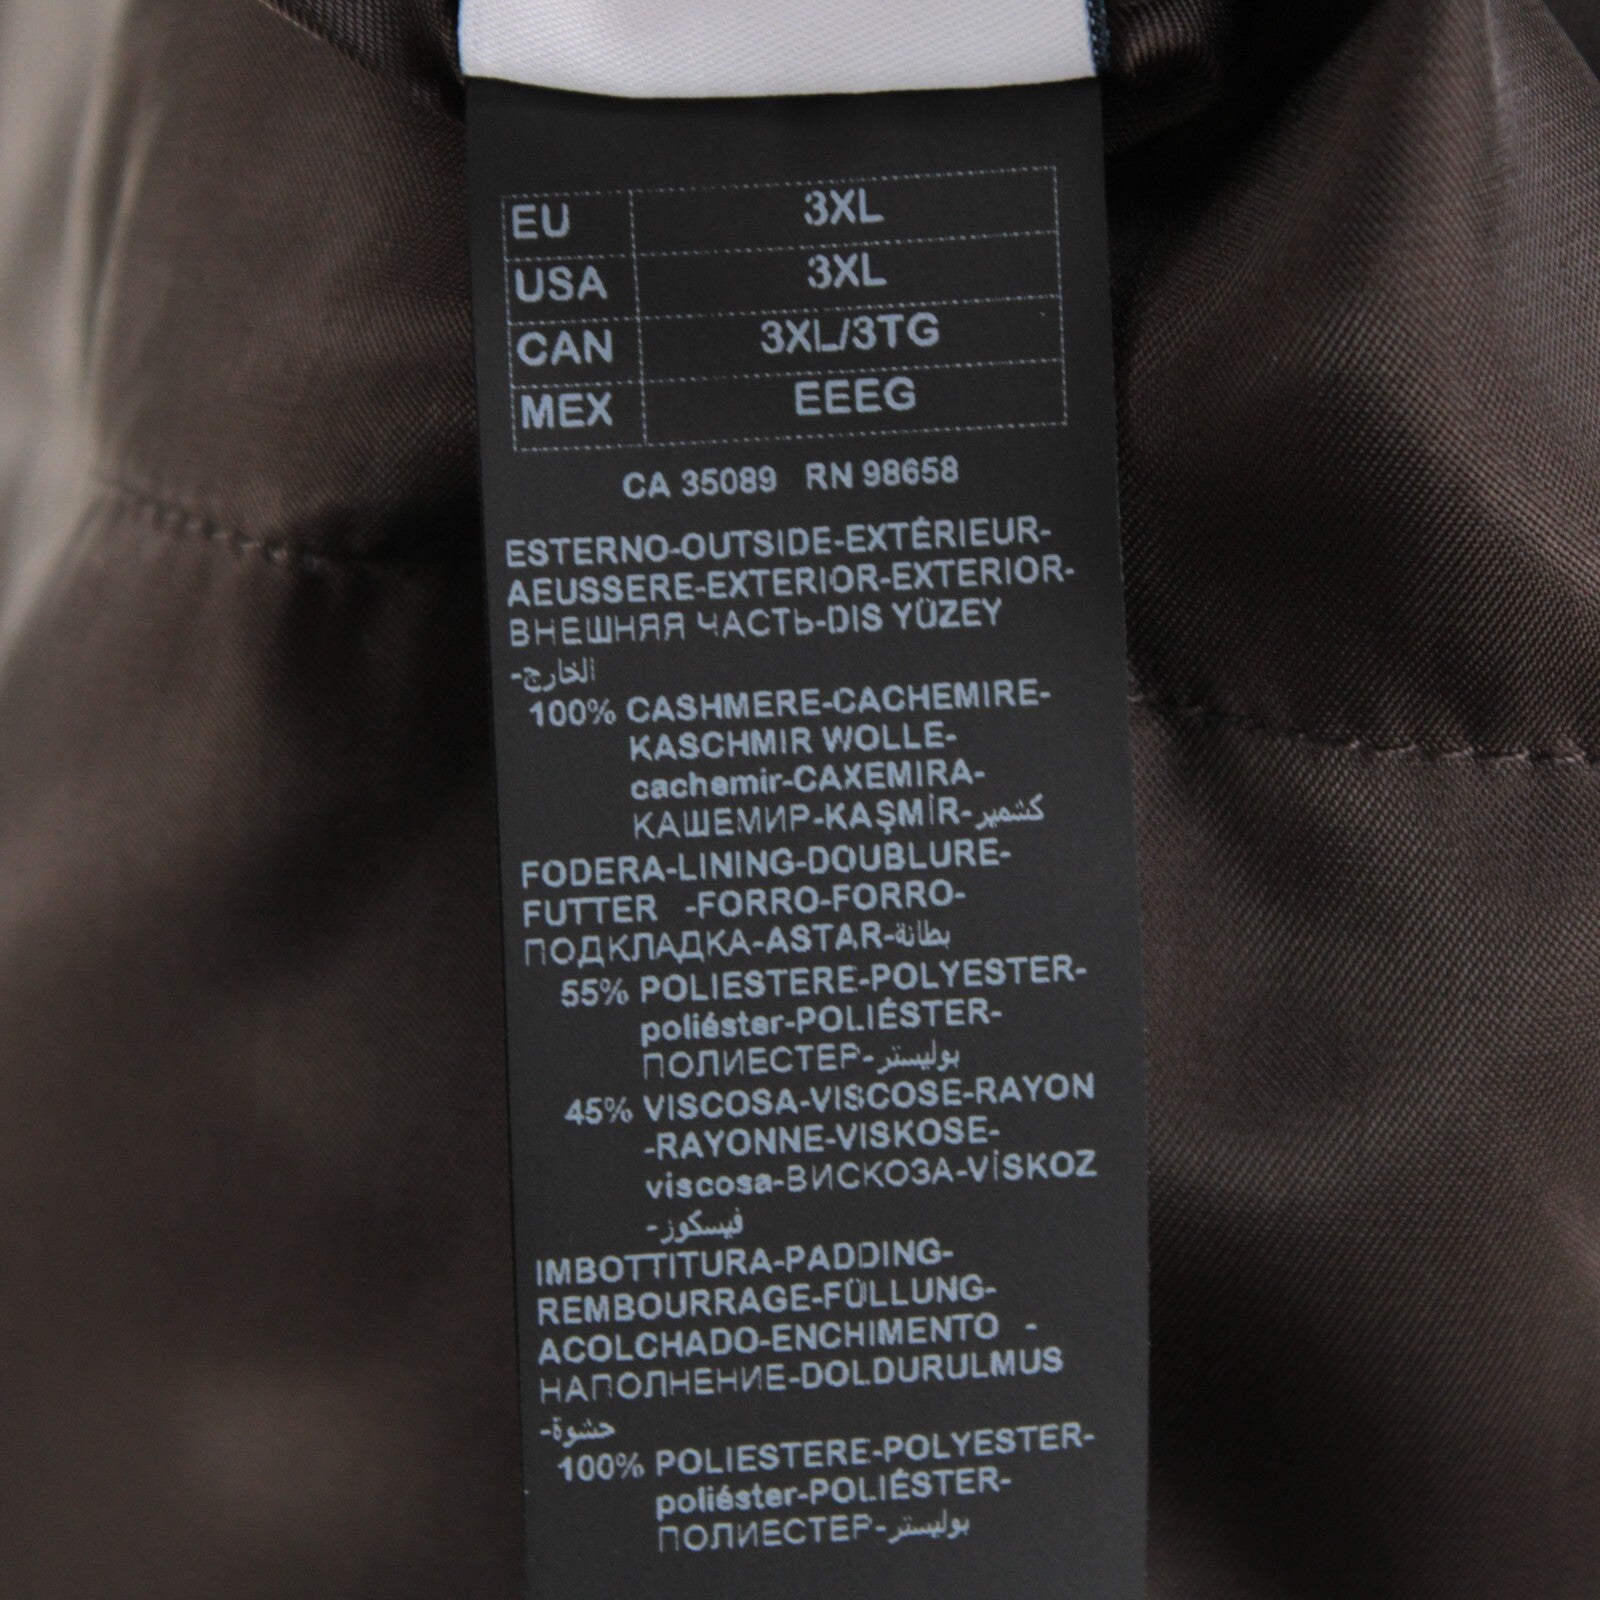 EU 3XL
USA 3XL
CAN 3XL/3TG
MEX EEEG
CA 35089 RN 98658
ESTERNO-OUTSIDE-EXTÉRIEUR-
AEUSSERE-EXTERIOR-EXTERIOR-
ВНЕШНЯЯ ЧАСТЬ-DIS YÜZEY
-الخارج
100% CASHMERE-CACHEMIRE-
KASCHMIR WOLLE-
cachemir-CAXEMIRA-
КАШЕМИР-KAŞMİR-كشمير
FODERA-LINING-DOUBLURE-
FUTTER -FORRO-FORRO-
ПОДКЛАДКА-ASTAR-بطانة
55% POLIESTERE-POLYESTER-
poliéster-POLIÉSTER-
ПОЛИЕСТЕР-بوليستر
45% VISCOSA-VISCOSE-RAYON
-RAYONNE-VISKOSE-
viscosa-ВИСКОЗА-VİSKOZ
-فيسكوز
IMBOTTITURA-PADDING-
REMBOURRAGE-FÜLLUNG-
ACOLCHADO-ENCHIMENTO -
НАПОЛНЕНИЕ-DOLDURULMUS
-حشوة
100% POLIESTERE-POLYESTER-
poliéster-POLIÉSTER-
ПОЛИЕСТЕР-بوليستر